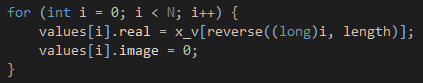 for (int i = 0; i < N; i++) {
    values[i].real = x_v[reverse((long)i, length)];
    values[i].image = 0;
}